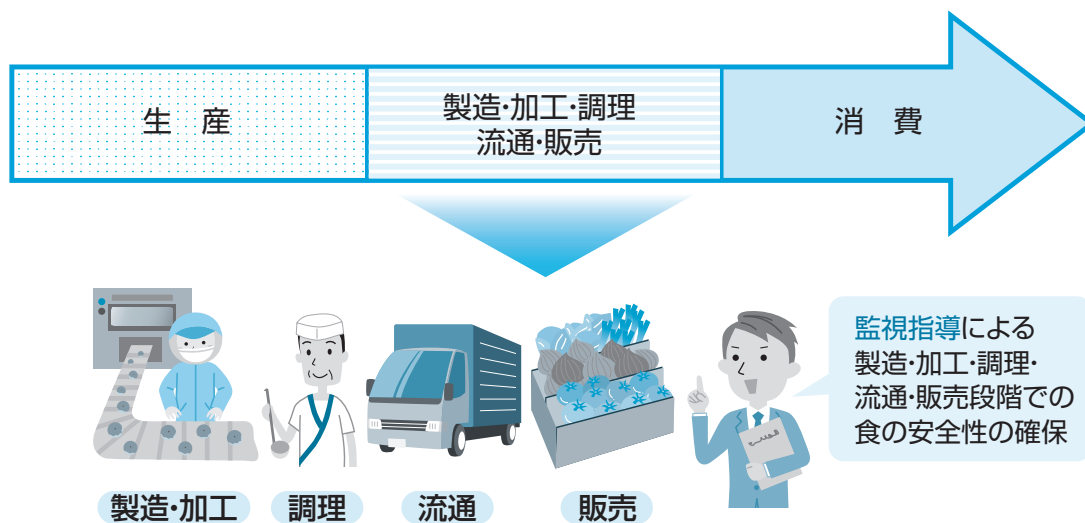 生 産
製造・加工・調理
流通・販売
消 費
監視指導による
製造・加工・調理・
流通・販売段階での
食の安全性の確保
製造・加工
調理
流通
販売